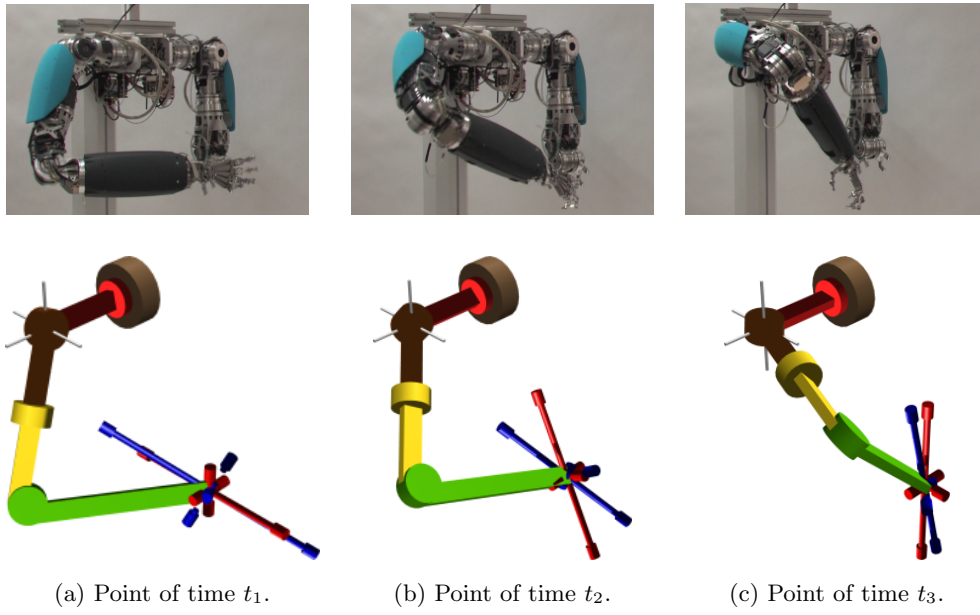 (a) Point of time t₁.
(b) Point of time t₂.
(c) Point of time t₃.